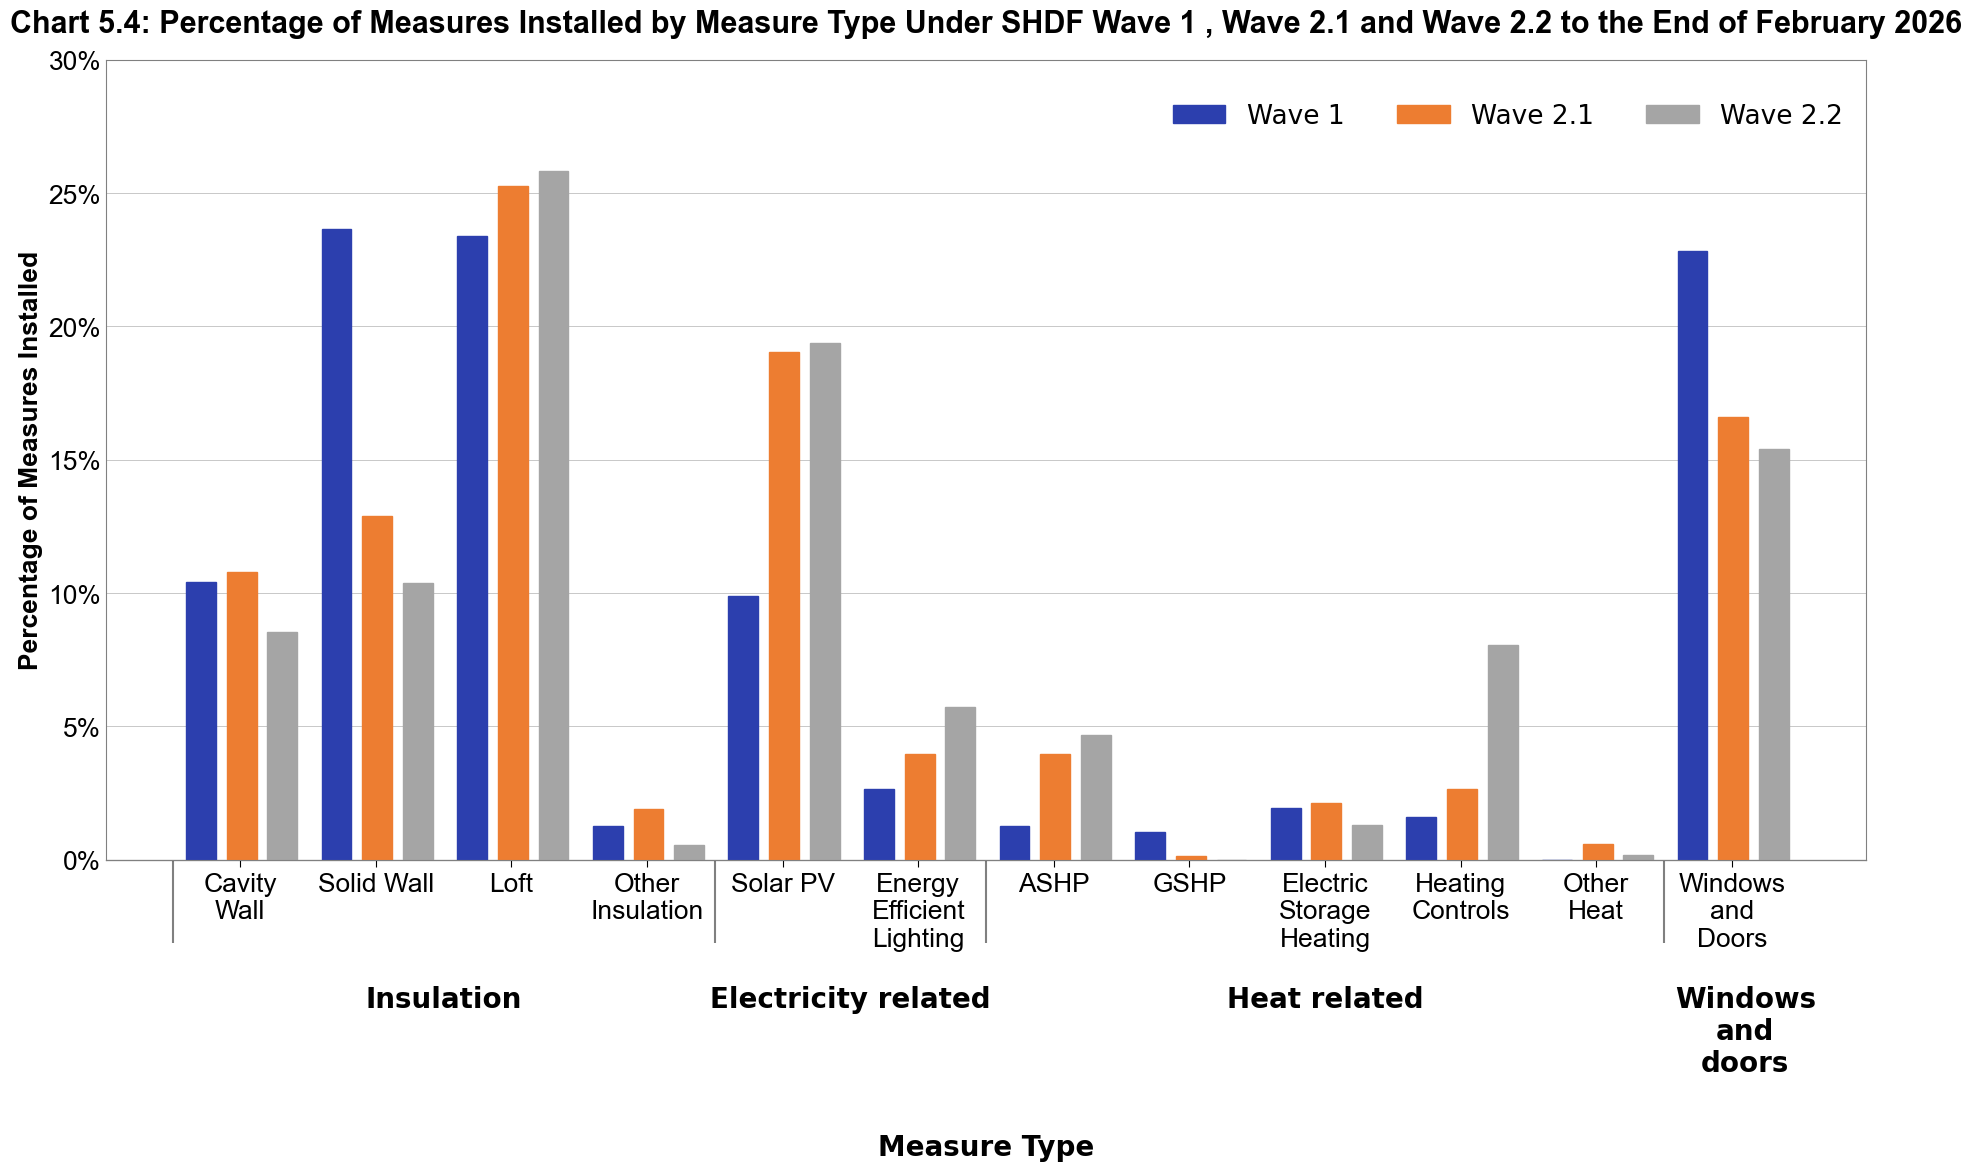 Chart 5.4: Percentage of Measures Installed by Measure Type Under SHDF Wave 1 , Wave 2.1 and Wave 2.2 to the End of February 2026
Wave 1
Wave 2.1
Wave 2.2
Percentage of Measures Installed
30%
25%
20%
15%
10%
5%
0%
Cavity
Wall
Solid Wall
Loft
Other
Insulation
Solar PV
Energy
Efficient
Lighting
ASHP
GSHP
Electric
Storage
Heating
Heating
Controls
Other
Heat
Windows
and
Doors
Insulation
Electricity related
Heat related
Windows
and
doors
Measure Type